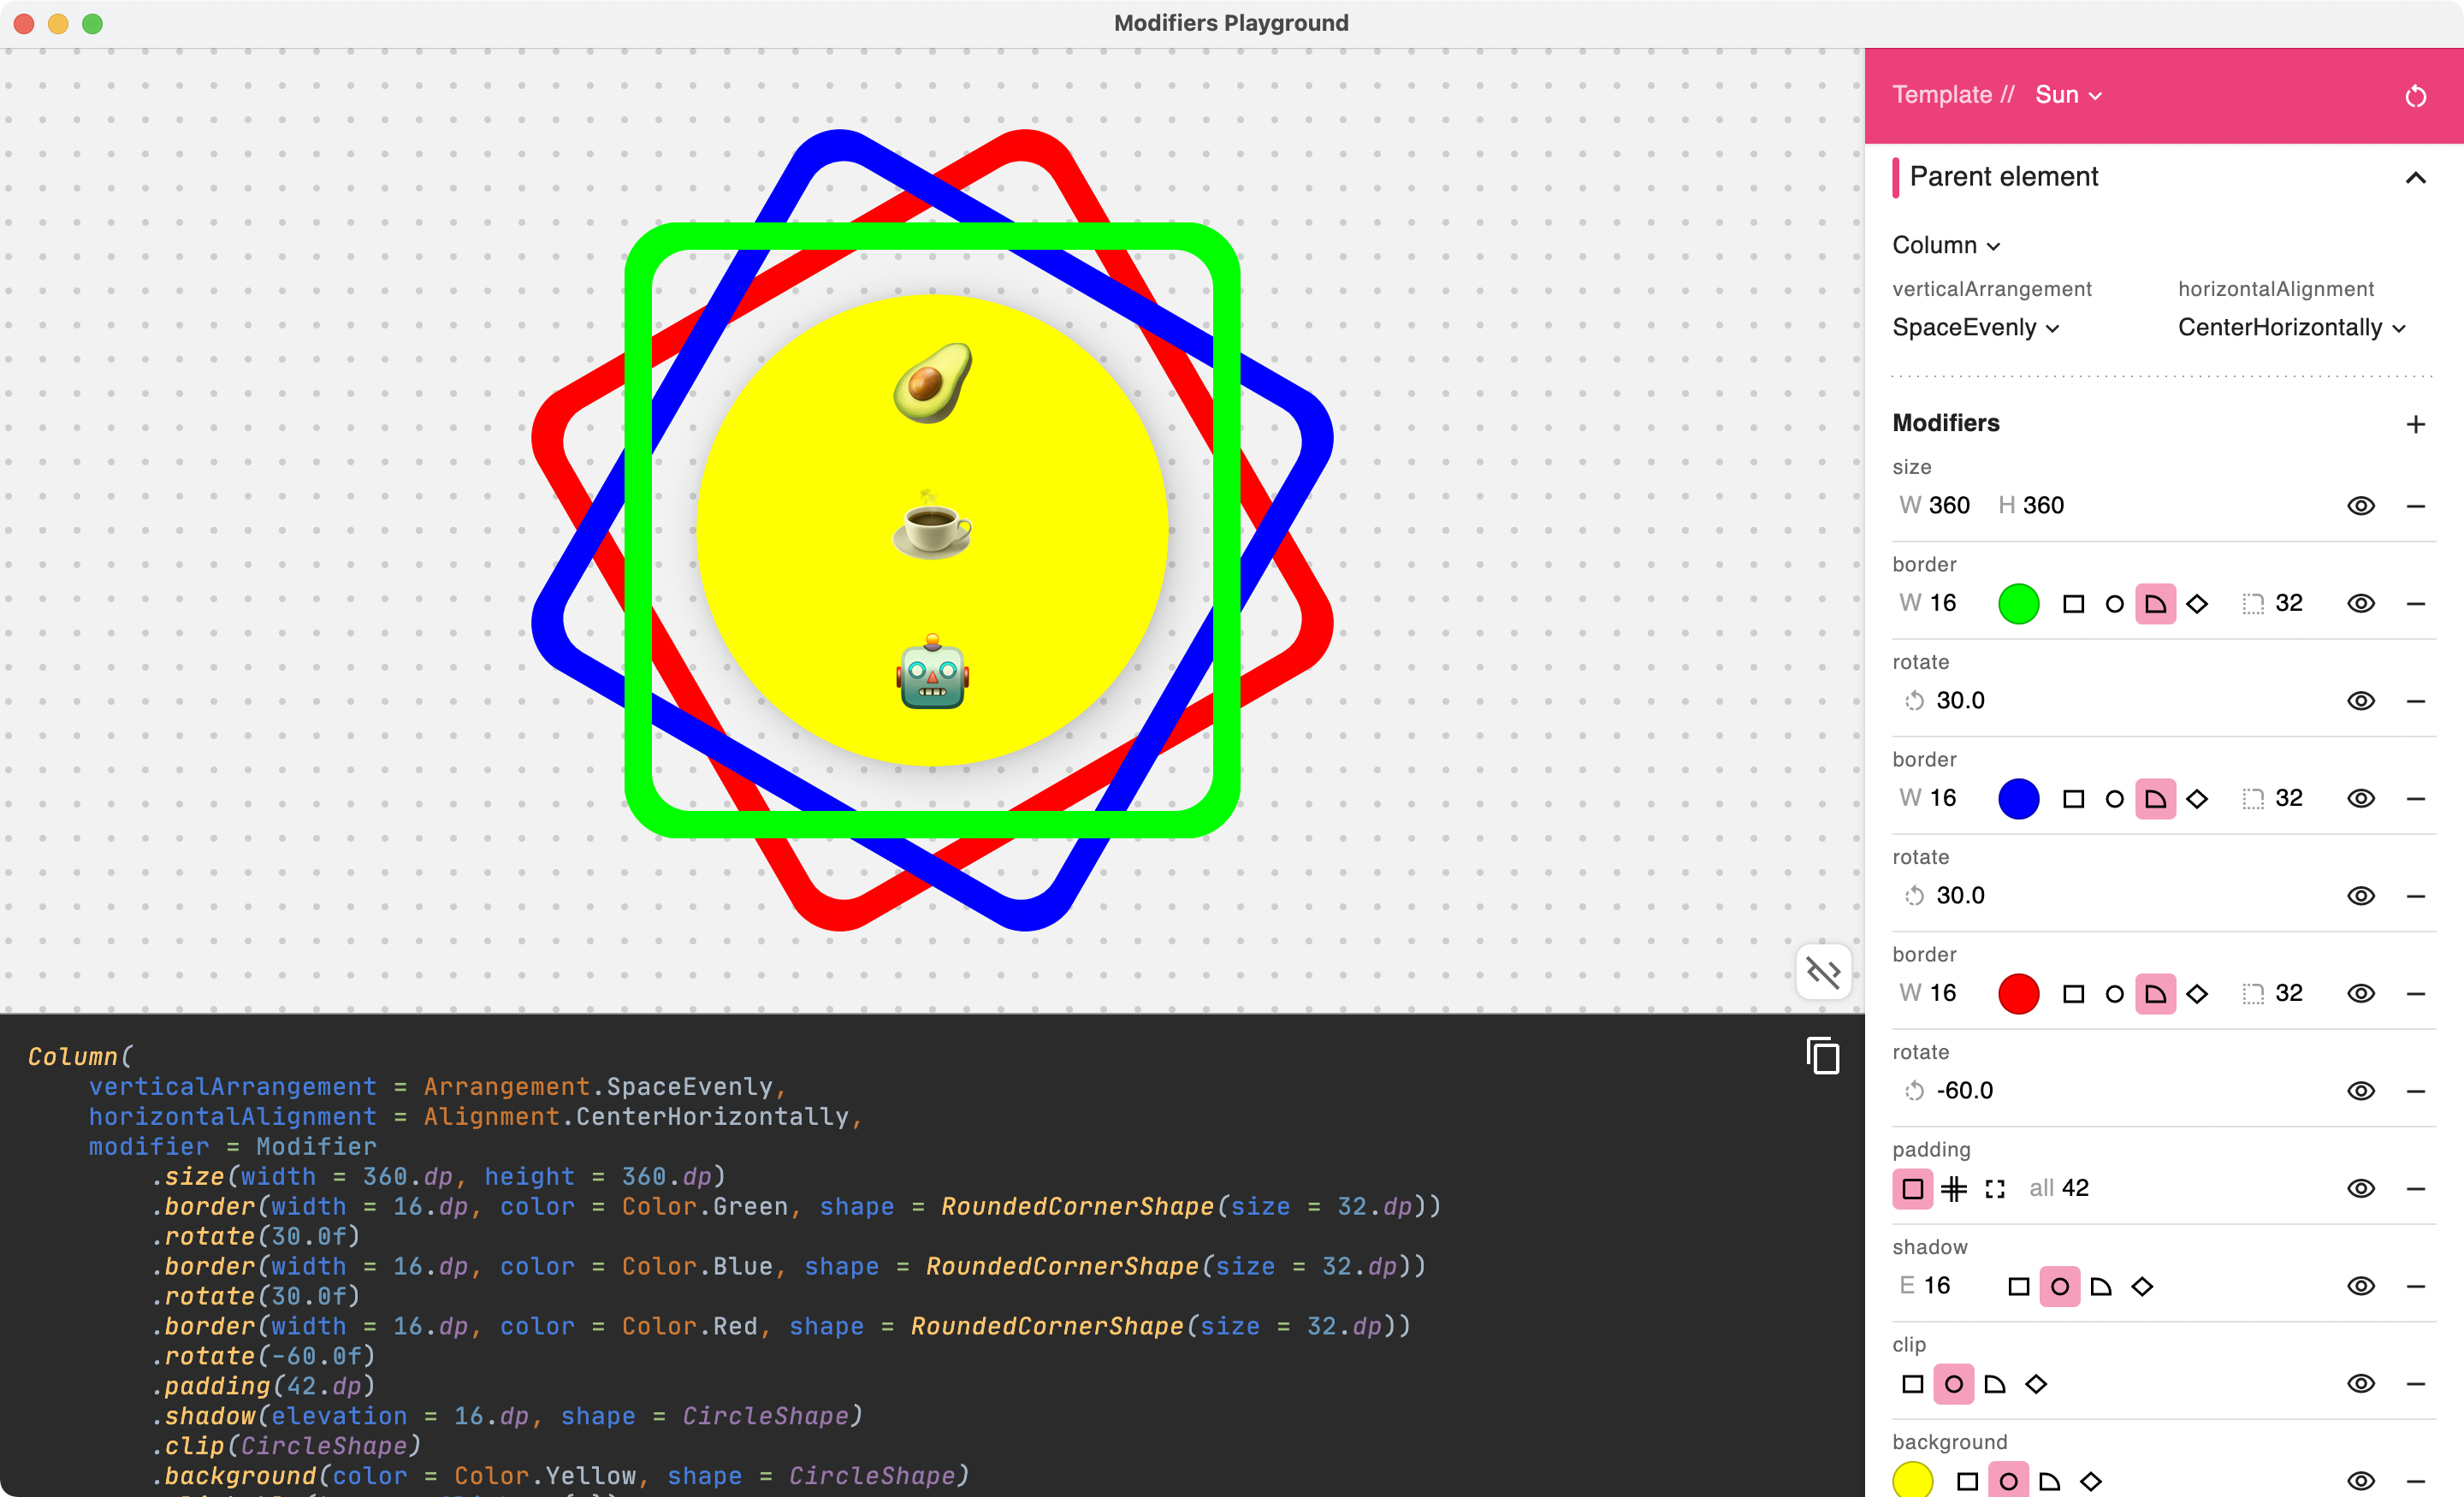 Modifiers Playground
Template // Sun
Parent element
Column
verticalArrangement horizontalAlignment
SpaceEvenly CenterHorizontally
Modifiers
size
W 360 H 360
border
W 16 32
rotate
30.0
border
W 16 32
rotate
30.0
border
W 16 32
rotate
-60.0
padding
all 42
shadow
E 16
clip
background
Column(
verticalArrangement = Arrangement.SpaceEvenly,
horizontalAlignment = Alignment.CenterHorizontally,
modifier = Modifier
.size(width = 360.dp, height = 360.dp)
.border(width = 16.dp, color = Color.Green, shape = RoundedCornerShape(size = 32.dp))
.rotate(30.0f)
.border(width = 16.dp, color = Color.Blue, shape = RoundedCornerShape(size = 32.dp))
.rotate(30.0f)
.border(width = 16.dp, color = Color.Red, shape = RoundedCornerShape(size = 32.dp))
.rotate(-60.0f)
.padding(42.dp)
.shadow(elevation = 16.dp, shape = CircleShape)
.clip(CircleShape)
.background(color = Color.Yellow, shape = CircleShape)